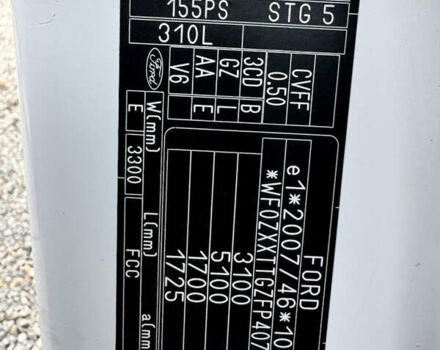 155PS STG 5
310L
Ford
CVFF
0.50
3CD B
GZ L
AA E
V6
W(mm) L(mm) a(mm
E 3300 FCC
FORD
e1*2007/46*10
3100
5100
1700
1725